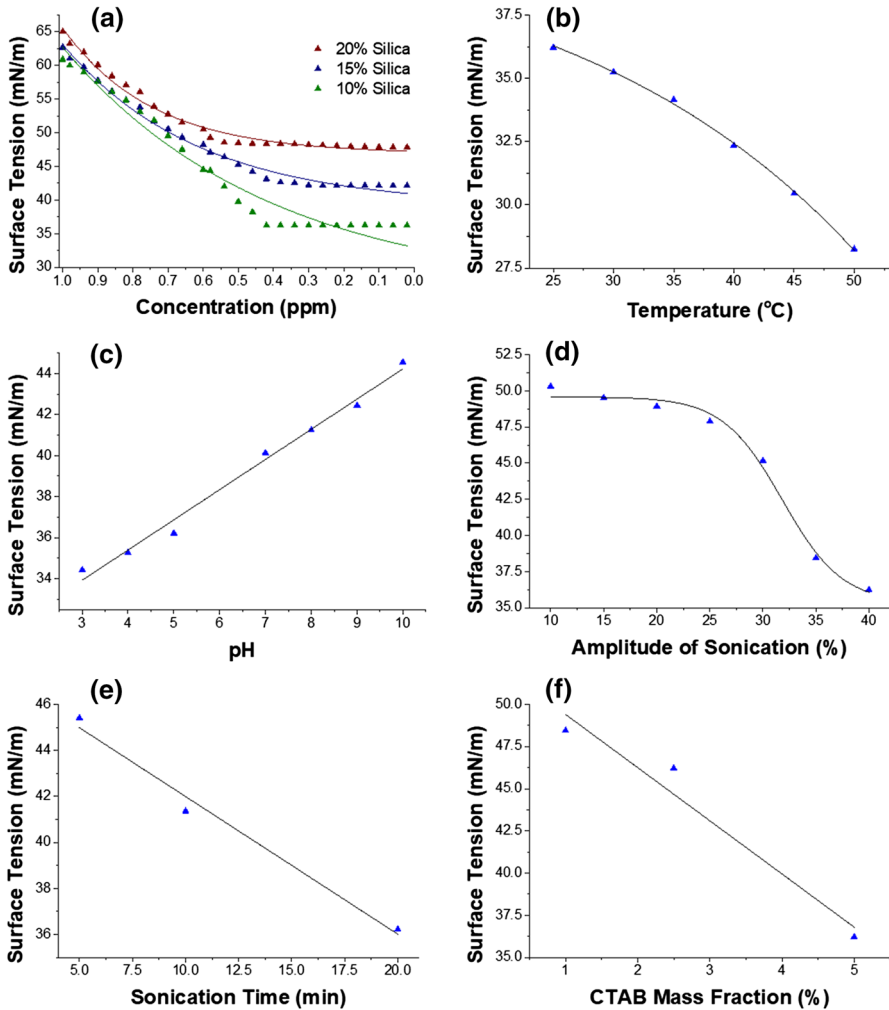 (a)
65
60
55
50
45
40
35
30
Surface Tension (mN/m)
20% Silica
15% Silica
10% Silica
1.0 0.9 0.8 0.7 0.6 0.5 0.4 0.3 0.2 0.1 0.0
Concentration (ppm)
(b)
37.5
35.0
32.5
30.0
27.5
Surface Tension (mN/m)
25 30 35 40 45 50
Temperature (°C)
(c)
44
42
40
38
36
34
Surface Tension (mN/m)
3 4 5 6 7 8 9 10
pH
(d)
52.5
50.0
47.5
45.0
42.5
40.0
37.5
35.0
Surface Tension (mN/m)
10 15 20 25 30 35 40
Amplitude of Sonication (%)
(e)
46
44
42
40
38
36
Surface Tension (mN/m)
5.0 7.5 10.0 12.5 15.0 17.5 20.0
Sonication Time (min)
(f)
50.0
47.5
45.0
42.5
40.0
37.5
35.0
Surface Tension (mN/m)
1 2 3 4 5
CTAB Mass Fraction (%)